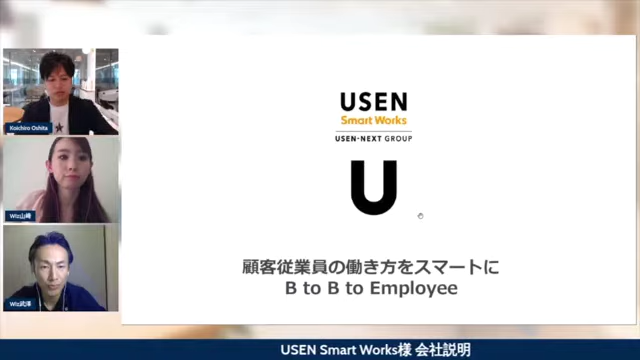 Koichiro Oshita
Wiz山﨑
Wiz武澤
USEN
Smart Works
USEN-NEXT GROUP
U
顧客従業員の働き方をスマートに
B to B to Employee
USEN Smart Works様 会社説明